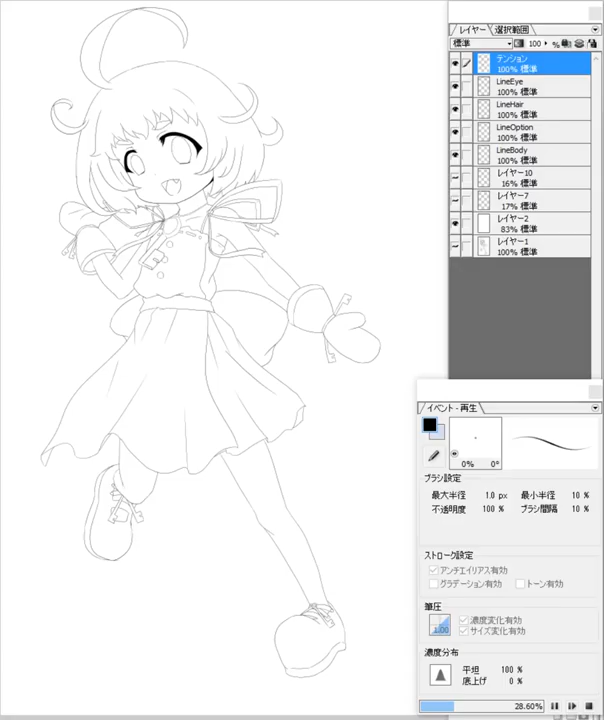 レイヤー 選択範囲
標準 100 %
テンション
100% 標準
LineEye
100% 標準
LineHair
100% 標準
LineOption
100% 標準
LineBody
100% 標準
レイヤー10
16% 標準
レイヤー7
17% 標準
レイヤー2
83% 標準
レイヤー1
100% 標準
イベント - 再生
0% 0°
ブラシ設定
最大半径 1.0 px 最小半径 10 %
不透明度 100 % ブラシ間隔 10 %
ストローク設定
アンチエイリアス有効
グラデーション有効 トーン有効
筆圧
1.00 濃度変化有効
サイズ変化有効
濃度分布
平坦 100 %
底上げ 0 %
28.60%